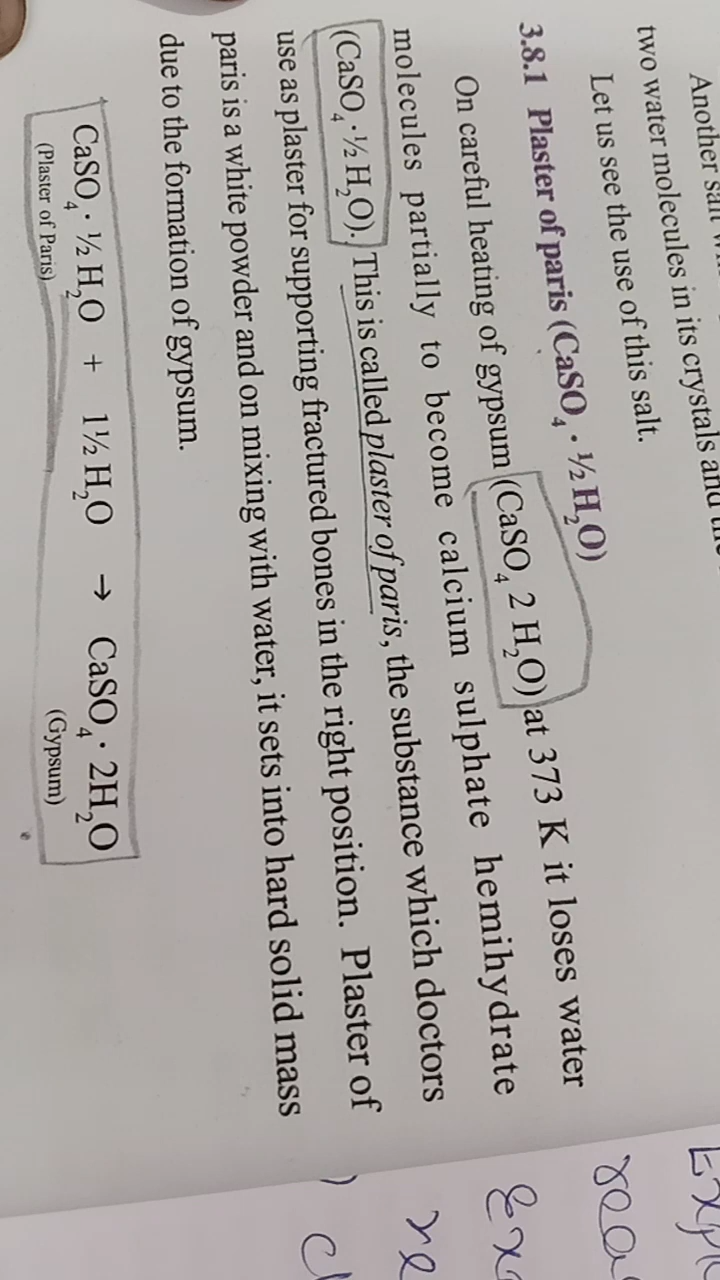 Another salt
two water molecules in its crystals and
Let us see the use of this salt.
3.8.1 Plaster of paris (CaSO₄ · ½ H₂O)
On careful heating of gypsum (CaSO₄ 2 H₂O) at 373 K it loses water
molecules partially to become calcium sulphate hemihydrate
(CaSO₄·½ H₂O). This is called plaster of paris, the substance which doctors
use as plaster for supporting fractured bones in the right position. Plaster of
paris is a white powder and on mixing with water, it sets into hard solid mass
due to the formation of gypsum.
CaSO₄· ½ H₂O + 1½ H₂O → CaSO₄· 2H₂O
(Plaster of Paris) (Gypsum)